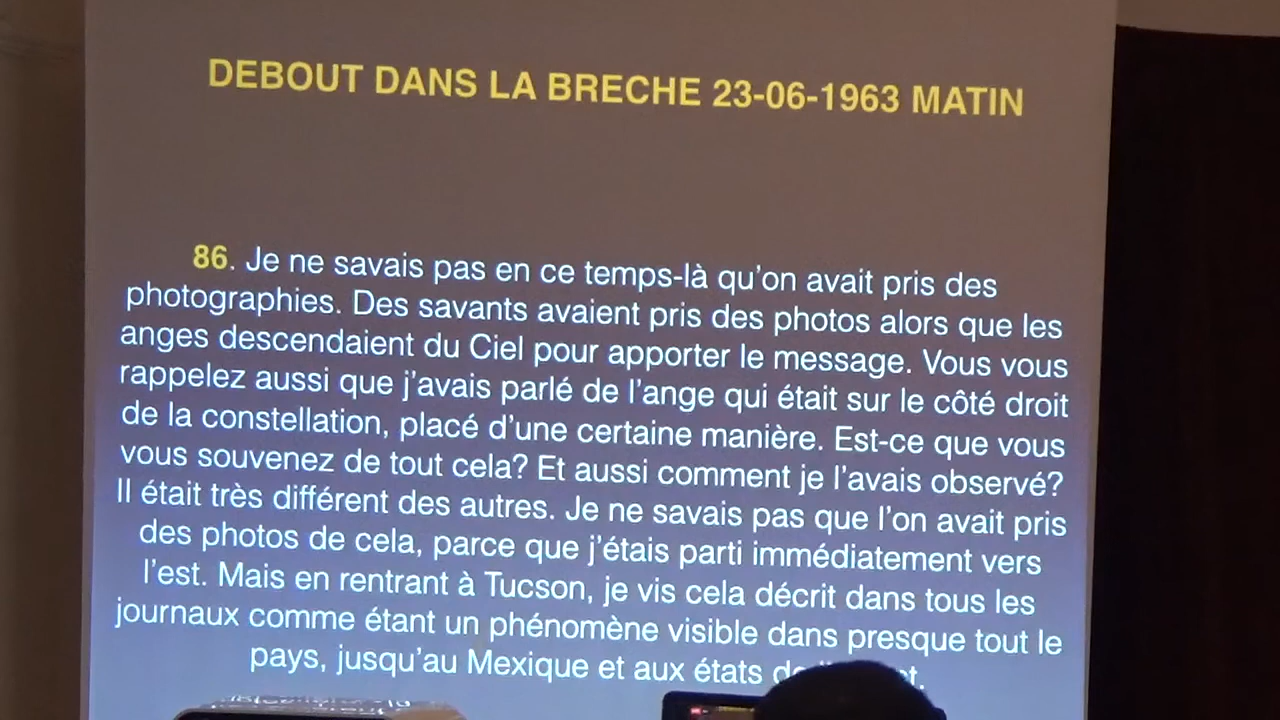 DEBOUT DANS LA BRECHE 23-06-1963 MATIN
86. Je ne savais pas en ce temps-là qu'on avait pris des
photographies. Des savants avaient pris des photos alors que les
anges descendaient du Ciel pour apporter le message. Vous vous
rappelez aussi que j'avais parlé de l'ange qui était sur le côté droit
de la constellation, placé d'une certaine manière. Est-ce que vous
vous souvenez de tout cela? Et aussi comment je l'avais observé?
Il était très différent des autres. Je ne savais pas que l'on avait pris
des photos de cela, parce que j'étais parti immédiatement vers
l'est. Mais en rentrant à Tucson, je vis cela décrit dans tous les
journaux comme étant un phénomène visible dans presque tout le
pays, jusqu'au Mexique et aux états